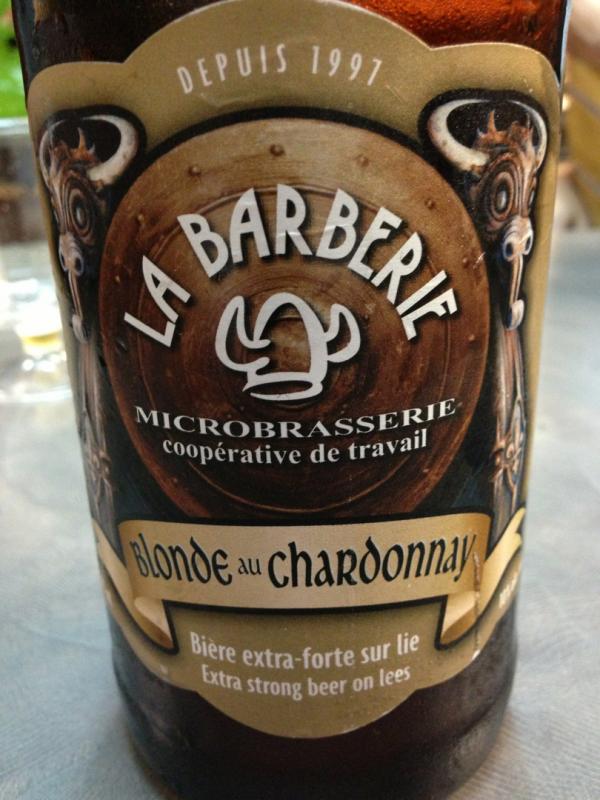 DEPUIS 1997
LA BARBERIE
MICROBRASSERIE
coopérative de travail
Blonde au Chardonnay
Bière extra-forte sur lie
Extra strong beer on lees